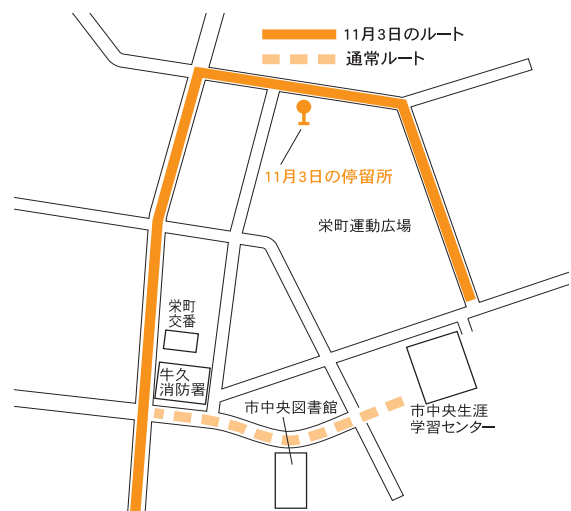 11月3日のルート
通常ルート
11月3日の停留所
栄町運動広場
栄町
交番
牛久
消防署
市中央図書館
市中央生涯
学習センター